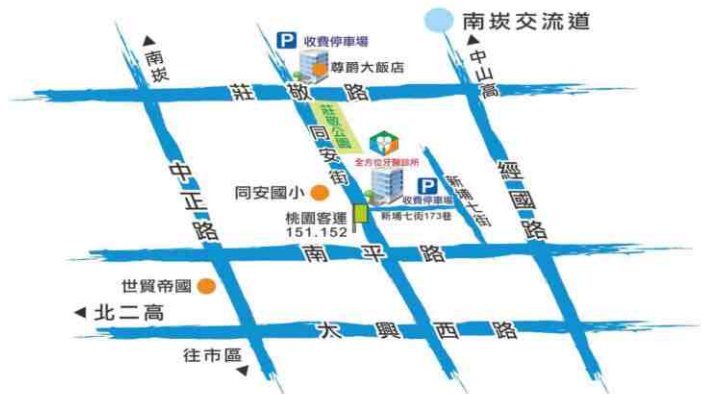 南崁交流道
P 收費停車場
尊爵大飯店
南崁
中山高
莊敬路
莊敬公園
同安街
全方位牙醫診所
中正路
經國路
新埔七街
P
收費停車場
同安國小
新埔七街173巷
桃園客運
151.152
南平路
世貿帝國
北二高
大興西路
往市區